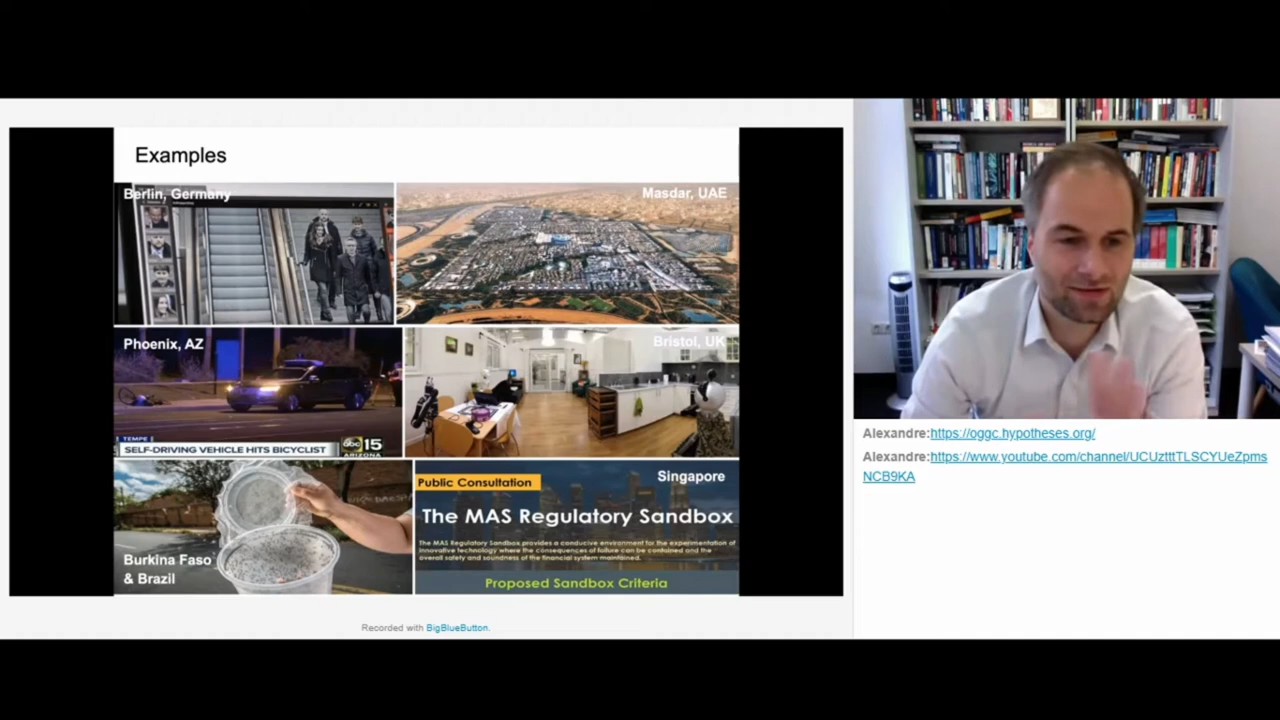 Examples
Berlin, Germany
Masdar, UAE
Phoenix, AZ
Bristol, UK
TEMPE
SELF-DRIVING VEHICLE HITS BICYCLIST
abc 15
ARIZONA
Burkina Faso
& Brazil
Singapore
Public Consultation
The MAS Regulatory Sandbox
The MAS Regulatory Sandbox provides a conducive environment for the experimentation of
innovative technology where the consequences of failure can be contained and the
overall safety and soundness of the financial system maintained.
Proposed Sandbox Criteria
Recorded with BigBlueButton.
Alexandre:https://oggc.hypotheses.org/
Alexandre:https://www.youtube.com/channel/UCUztttTLSCYUeZpms
NCB9KA